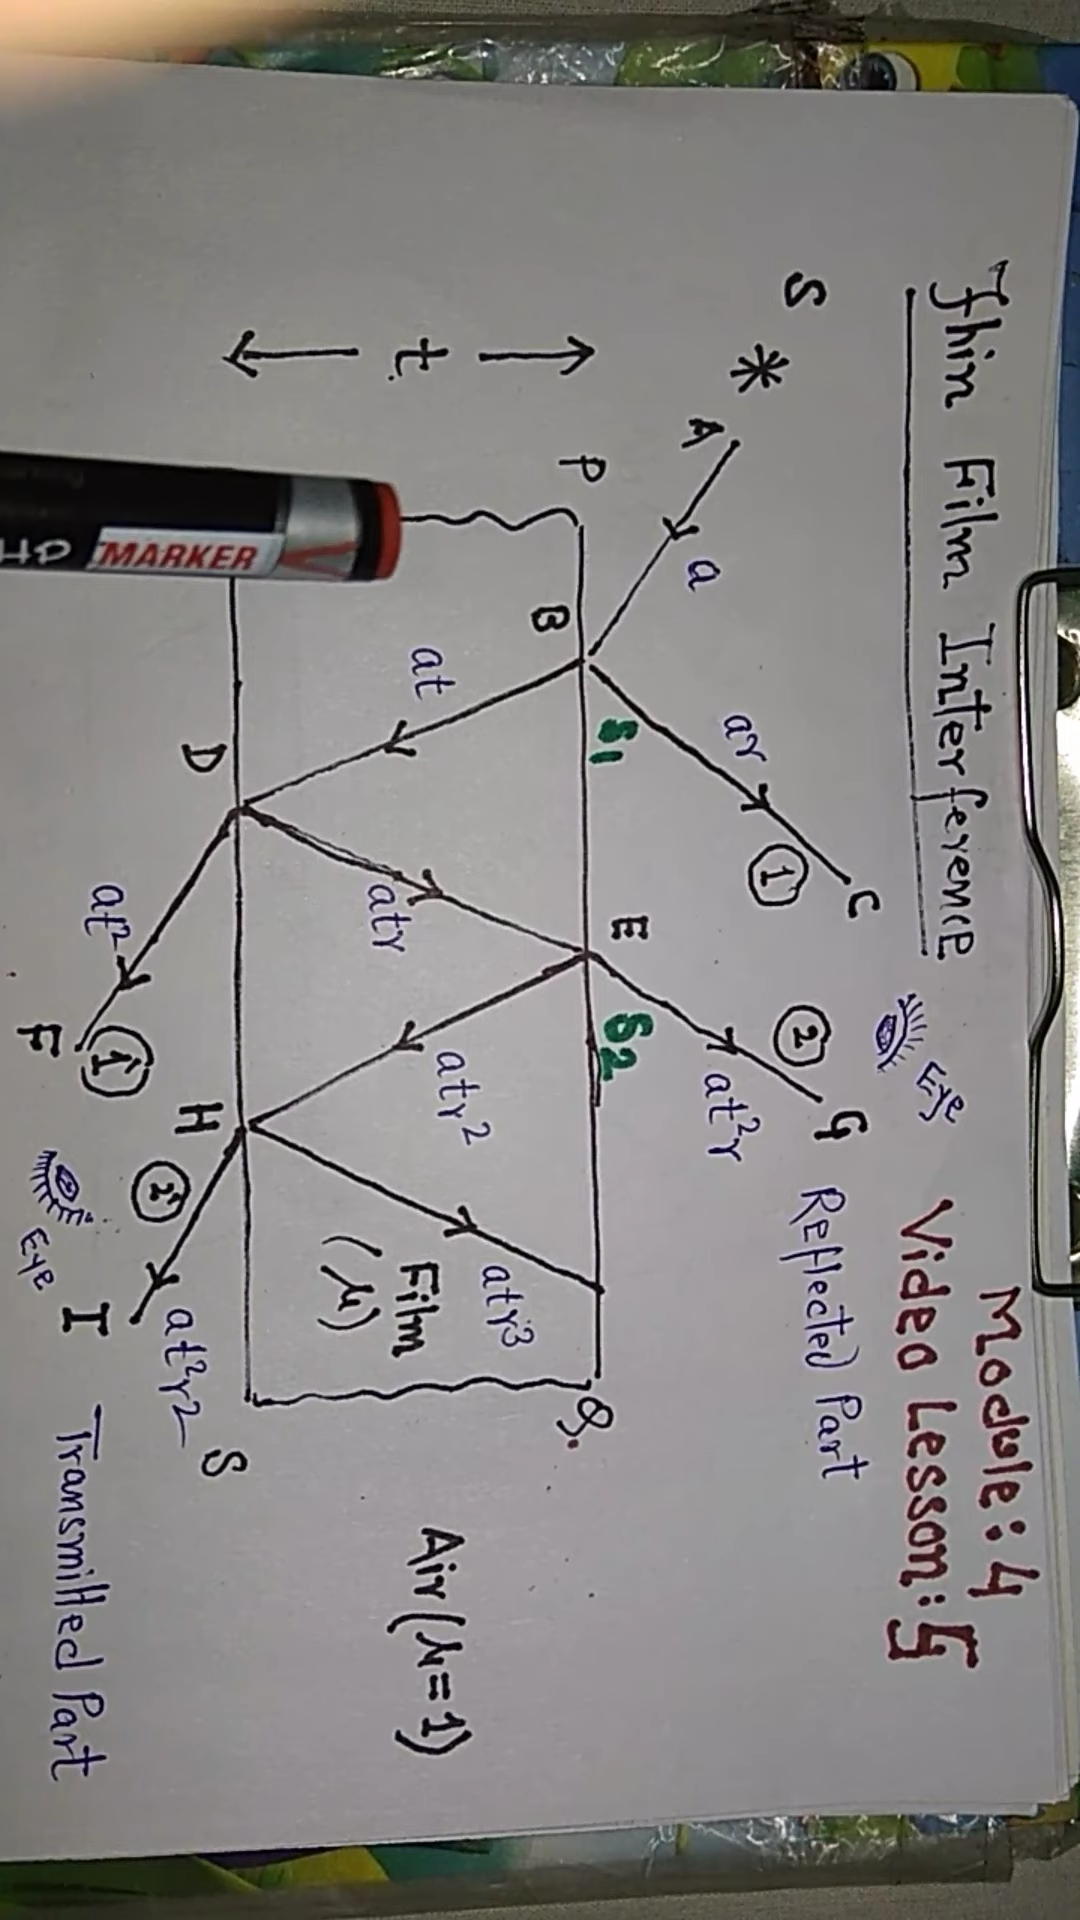 Module: 4
Thin Film Interference
Video Lesson: 5
Eye
S
*
A
a
ar
①
C
②
G
at²r
Reflected Part
P
B
S₁
E
S₂
Q.
t
at
atr
atr²
atr³
Film
(μ)
Air (μ=1)
MARKER
D
H
S
at²
F
①
②
I
at²r²
Eye
Transmitted Part